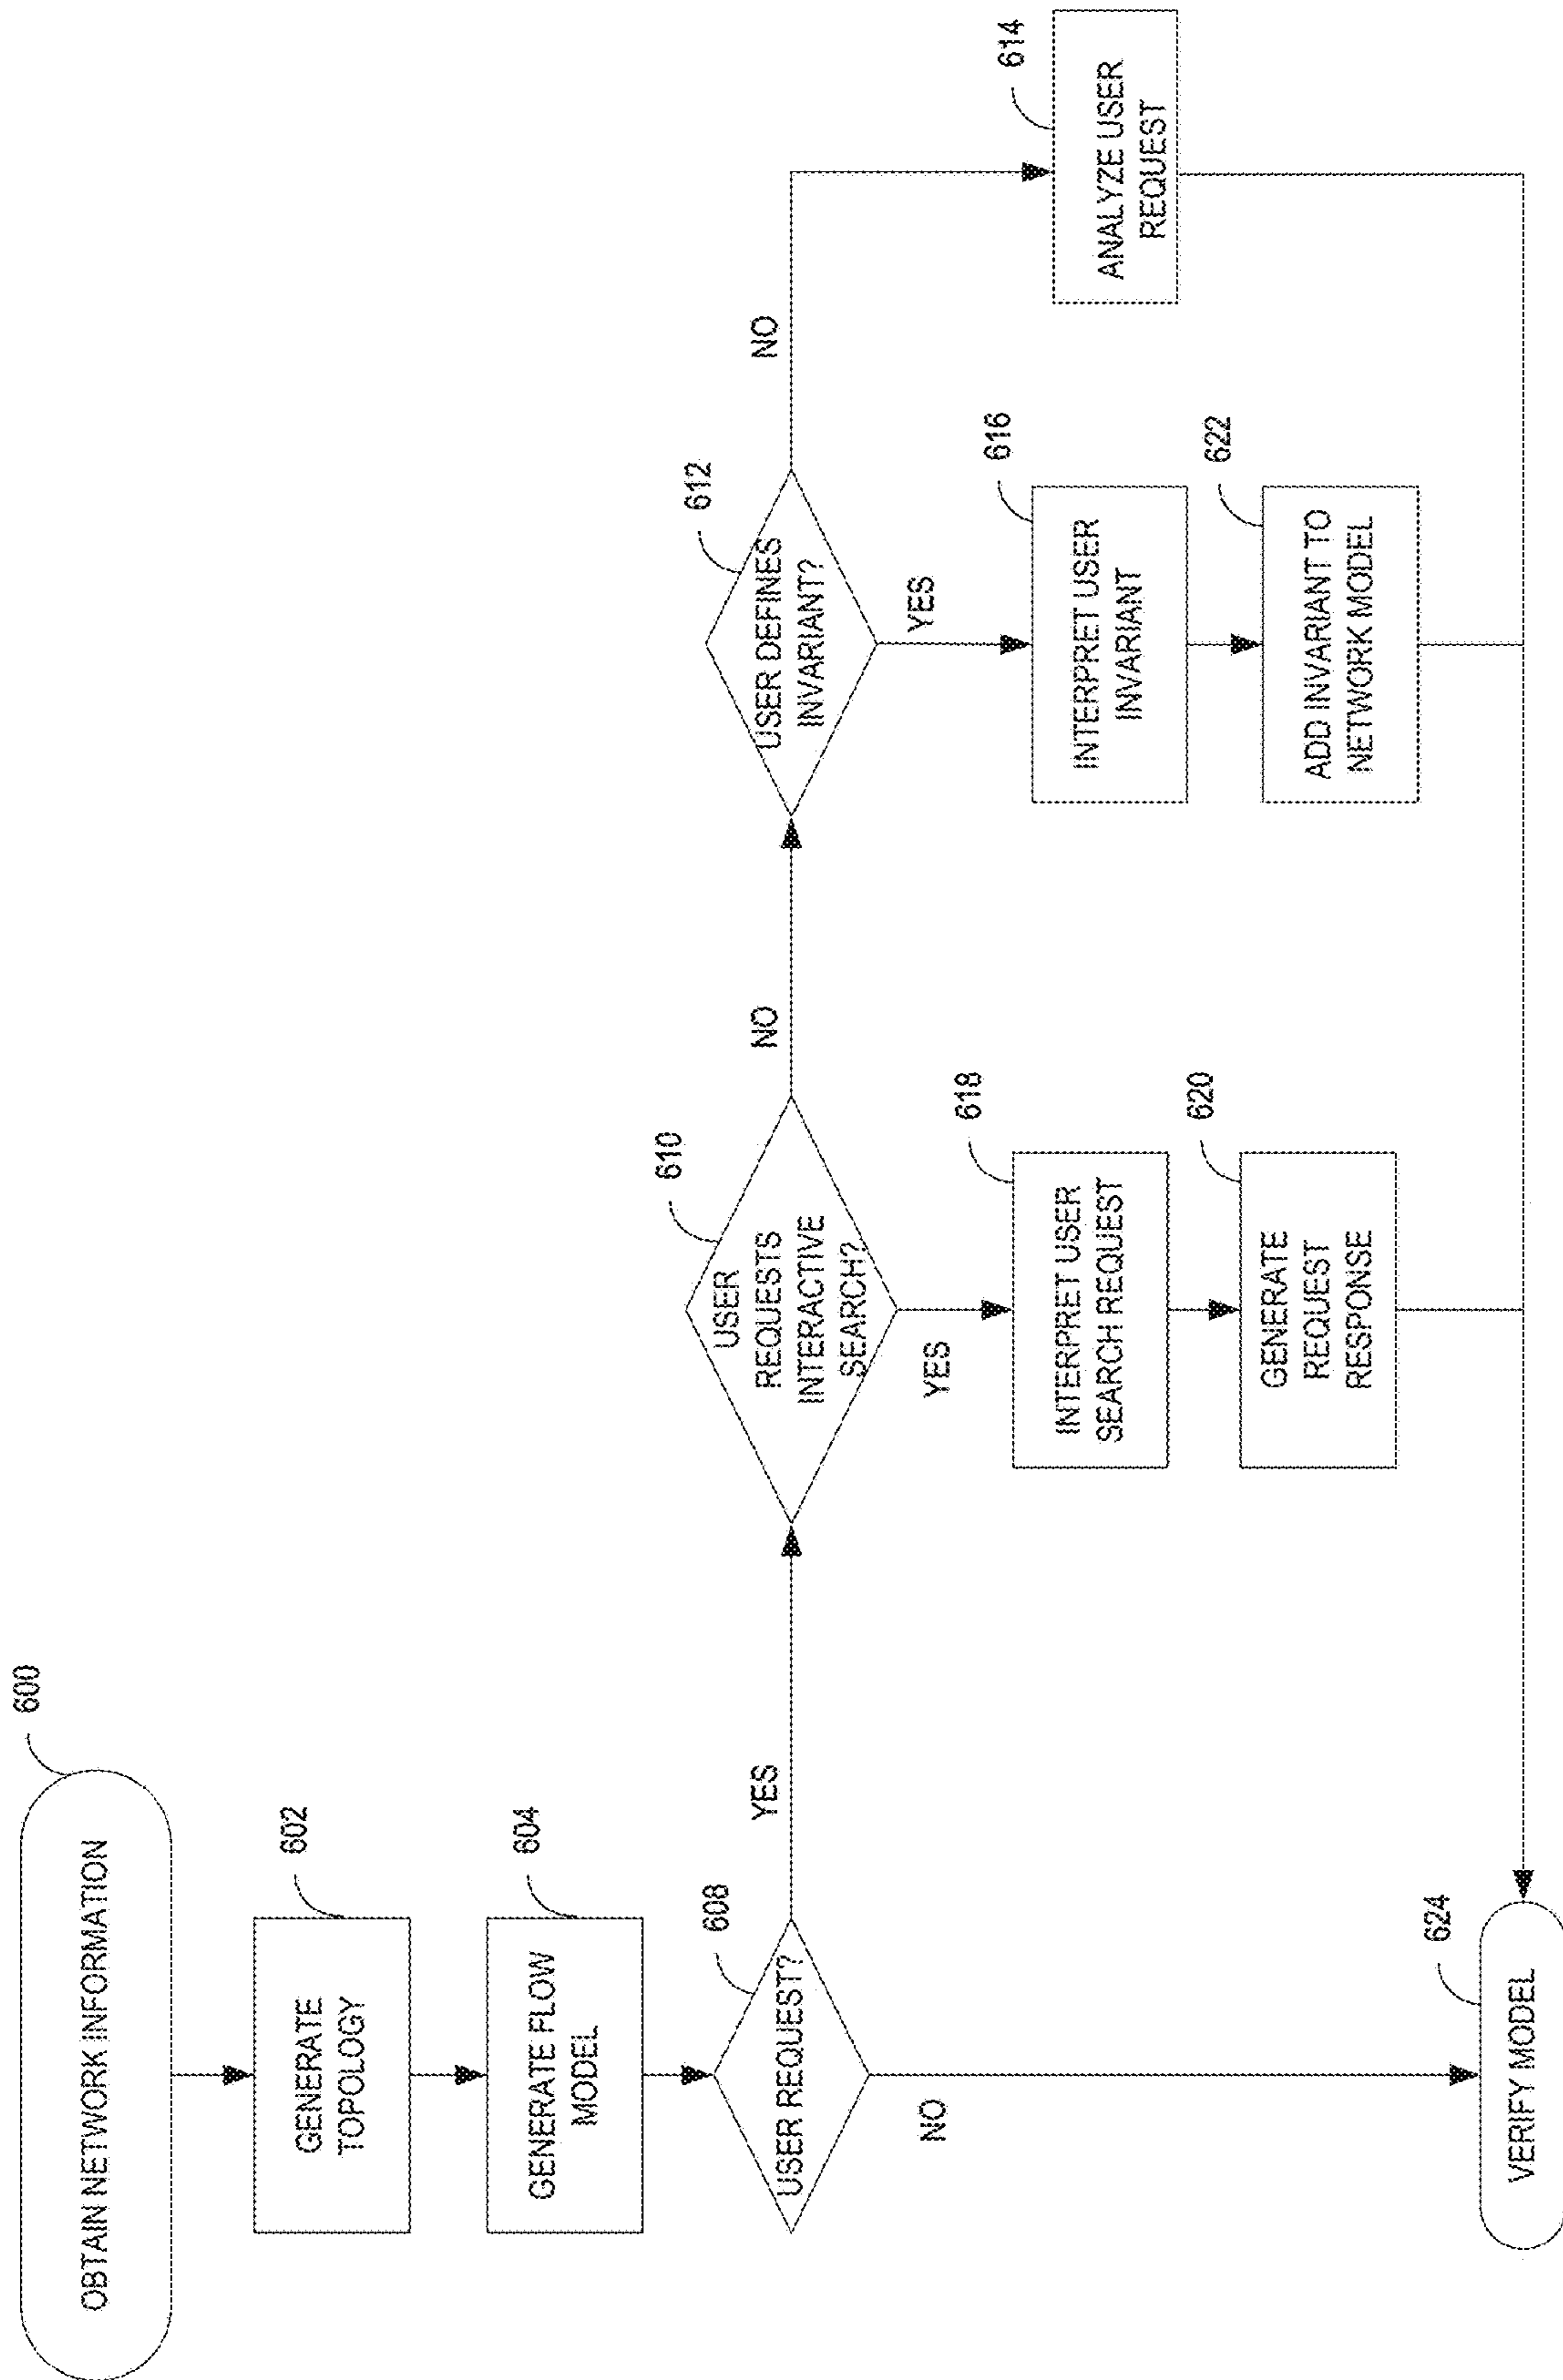 600
OBTAIN NETWORK INFORMATION
602
GENERATE
TOPOLOGY
604
GENERATE FLOW
MODEL
608
USER REQUEST?
YES
NO
610
USER
REQUESTS
INTERACTIVE
SEARCH?
NO
YES
612
USER DEFINES
INVARIANT?
NO
YES
614
ANALYZE USER
REQUEST
618
INTERPRET USER
SEARCH REQUEST
616
INTERPRET USER
INVARIANT
620
GENERATE
REQUEST
RESPONSE
622
ADD INVARIANT TO
NETWORK MODEL
624
VERIFY MODEL